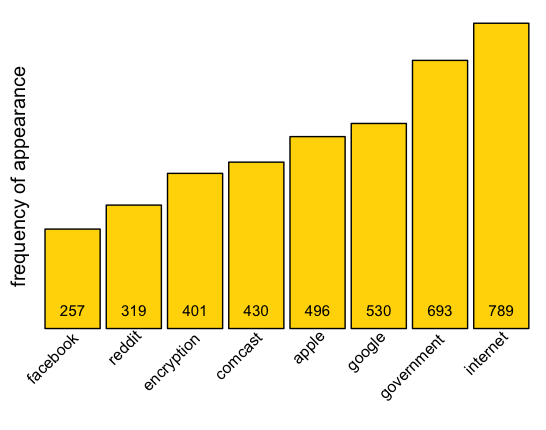 frequency of appearance
257 319 401 430 496 530 693 789
facebook reddit encryption comcast apple google government internet